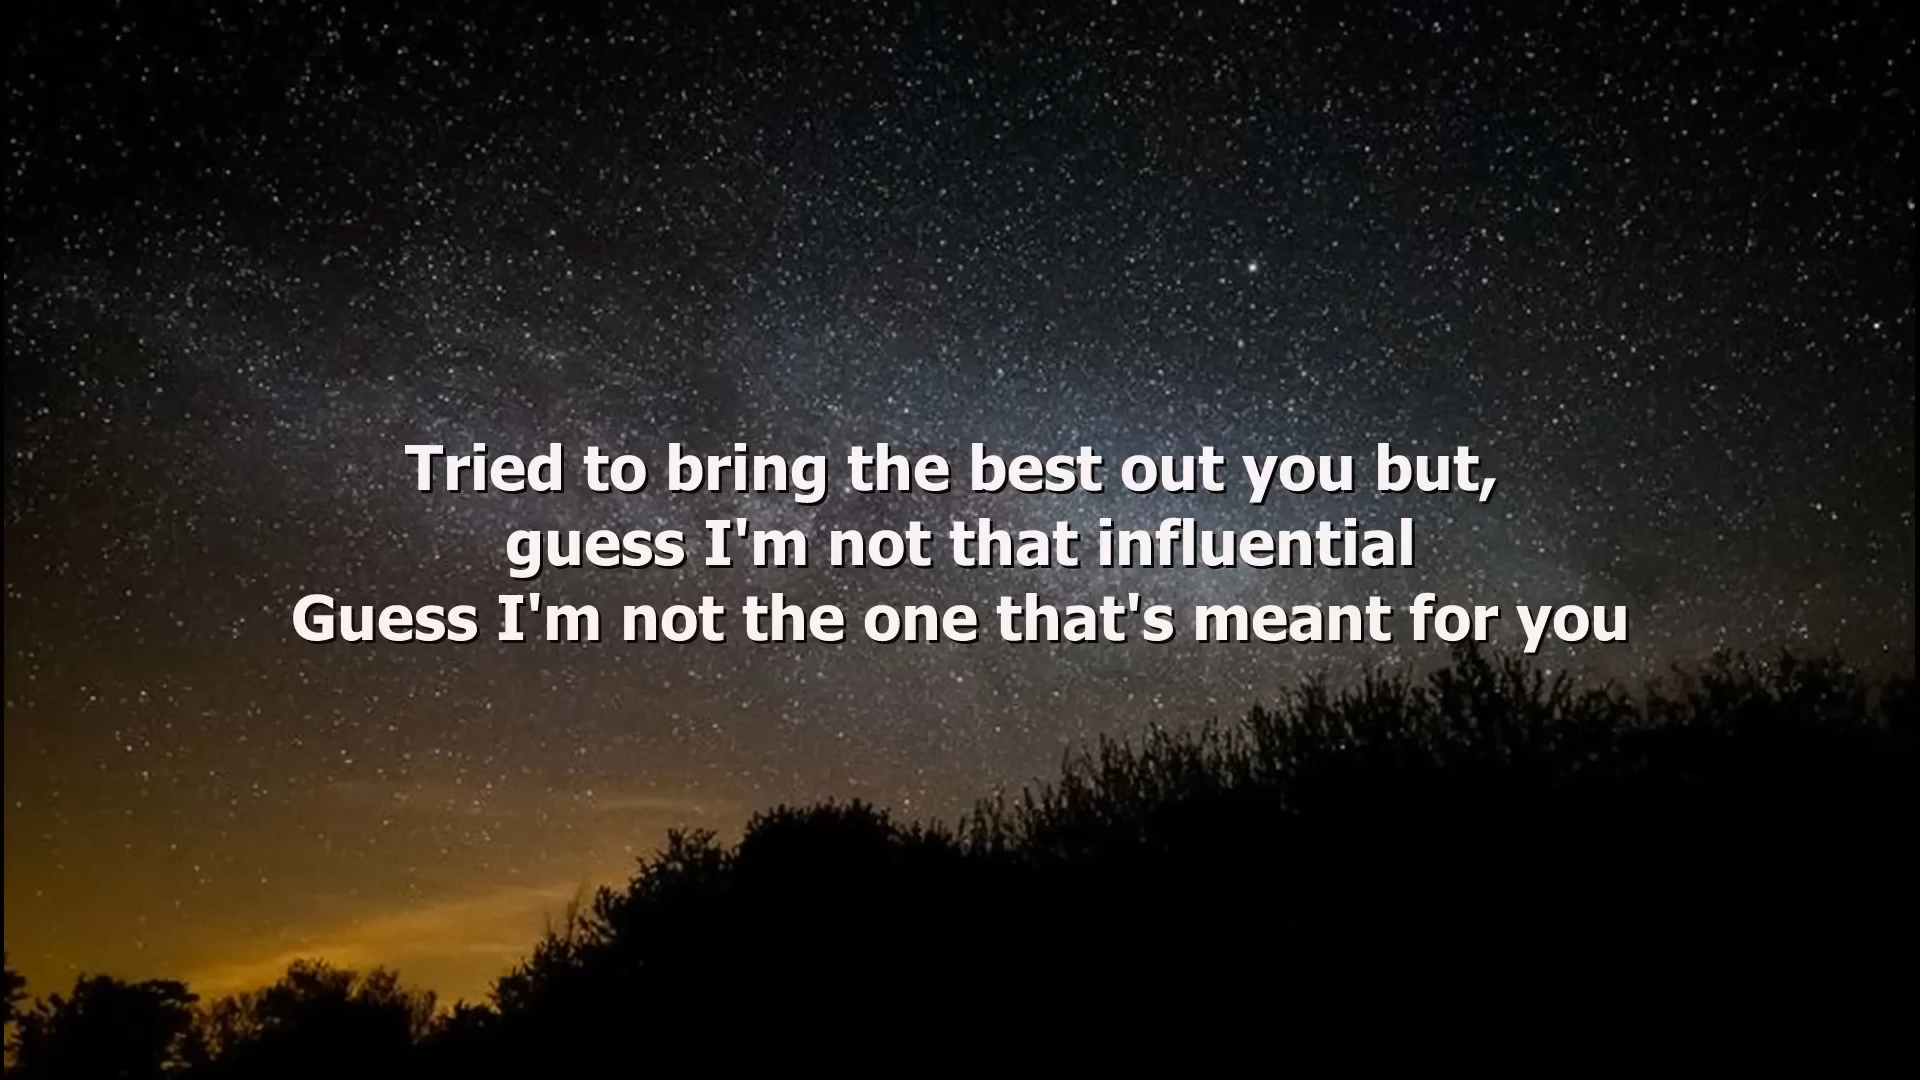 Tried to bring the best out you but,
guess I'm not that influential
Guess I'm not the one that's meant for you